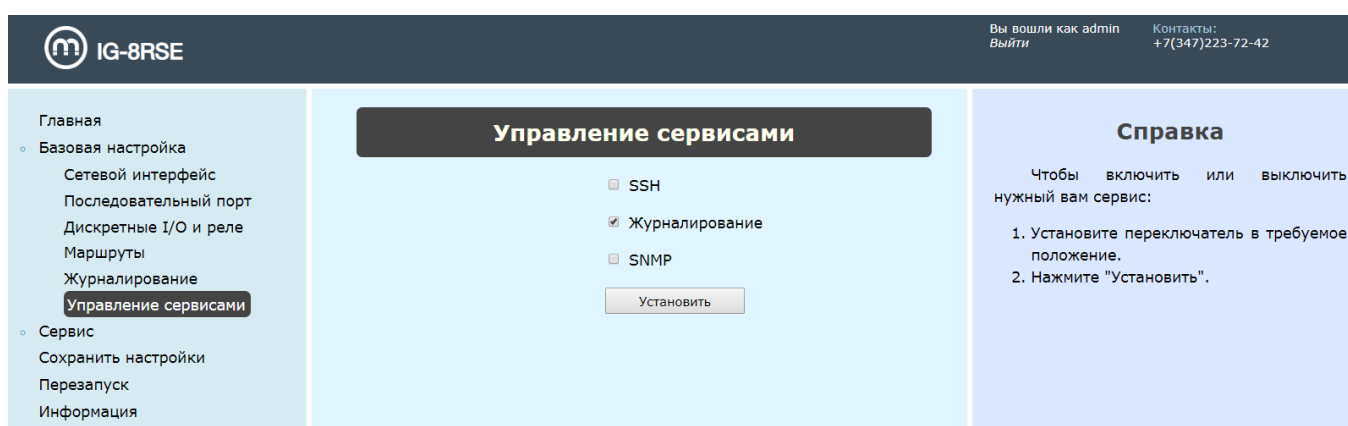 m IG-8RSE
Вы вошли как admin
Выйти
Контакты:
+7(347)223-72-42
Главная
Базовая настройка
Сетевой интерфейс
Последовательный порт
Дискретные I/O и реле
Маршруты
Журналирование
Управление сервисами
Сервис
Сохранить настройки
Перезапуск
Информация
Управление сервисами
SSH
Журналирование
SNMP
Установить
Справка
Чтобы включить или выключить
нужный вам сервис:
1. Установите переключатель в требуемое
положение.
2. Нажмите "Установить".